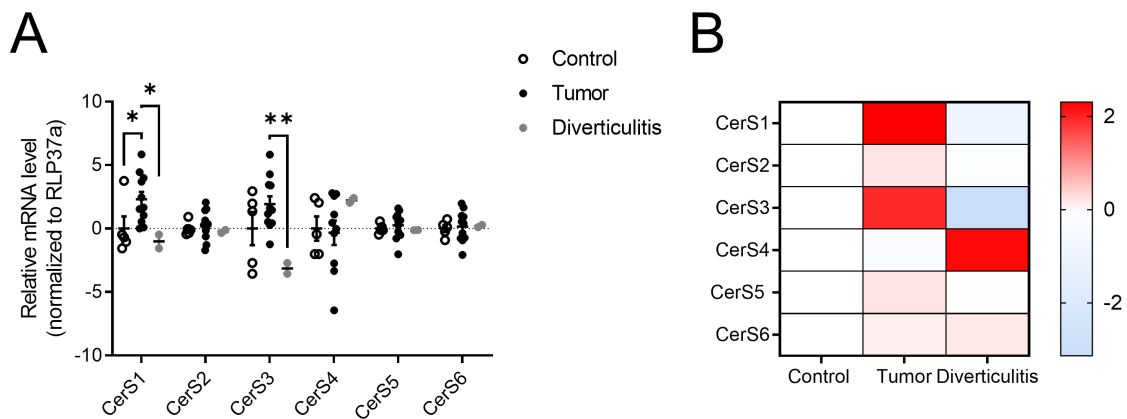 A
Relative mRNA level
(normalized to RLP37a)
10
5
0
-5
-10
*
*
**
CerS1
CerS2
CerS3
CerS4
CerS5
CerS6
Control
Tumor
Diverticulitis
B
CerS1
CerS2
CerS3
CerS4
CerS5
CerS6
Control Tumor Diverticulitis
2
0
-2